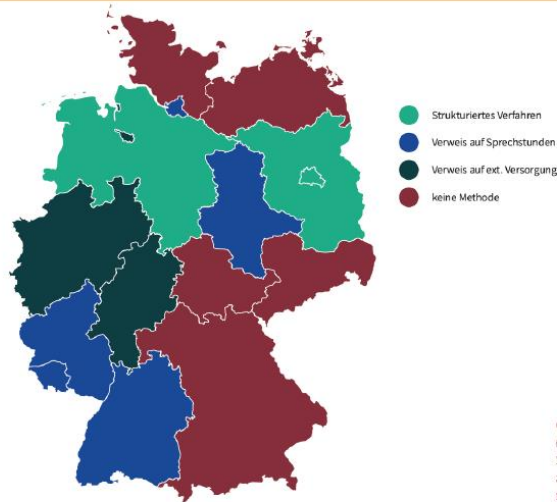 Strukturiertes Verfahren
Verweis auf Sprechstunden
Verweis auf ext. Versorgung
keine Methode